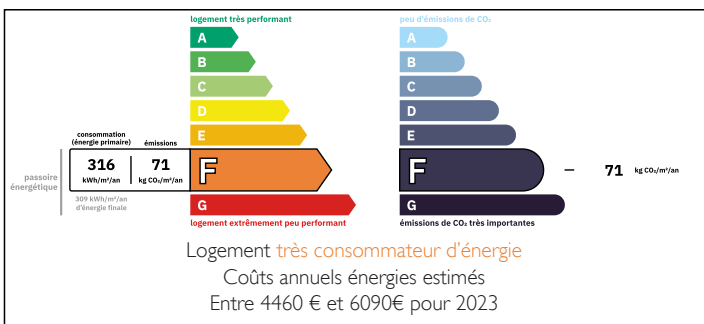 logement très performant
A
B
C
D
E
consommation
(énergie primaire)
émissions
316
kWh/m²/an
71
kg CO₂/m²/an
F
passoire
énergétique
309 kWh/m²/an
d'énergie finale
G
logement extrêmement peu performant
peu d'émissions de CO₂
A
B
C
D
E
F
71 kg CO₂/m²/an
G
émissions de CO₂ très importantes
Logement très consommateur d'énergie
Coûts annuels énergies estimés
Entre 4460 € et 6090€ pour 2023